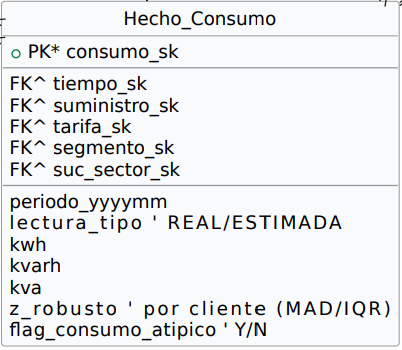 Hecho_Consumo
PK* consumo_sk
FK^ tiempo_sk
FK^ suministro_sk
FK^ tarifa_sk
FK^ segmento_sk
FK^ suc_sector_sk
periodo_yyyymm
lectura_tipo ' REAL/ESTIMADA
kwh
kvarh
kva
z_robusto ' por cliente (MAD/IQR)
flag_consumo_atipico ' Y/N